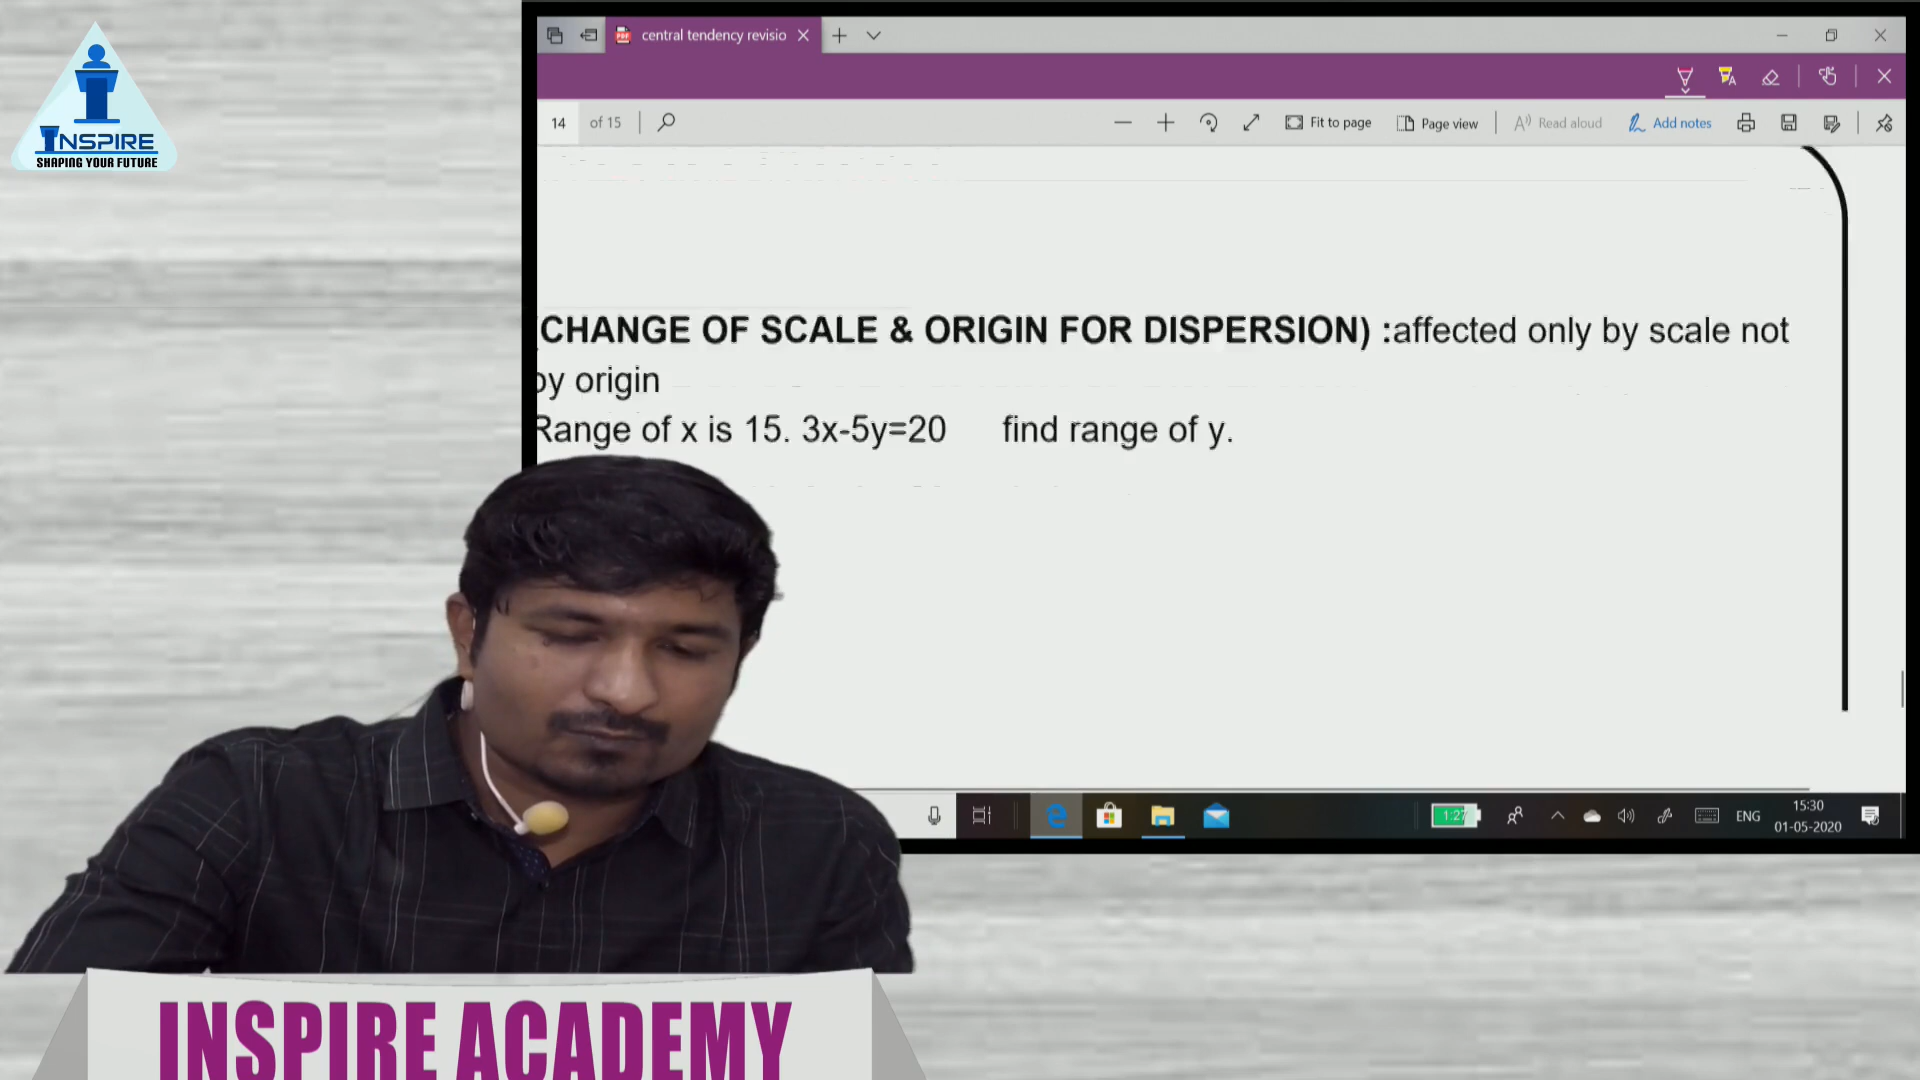 INSPIRE
SHAPING YOUR FUTURE
central tendency revisio
14 of 15
Fit to page
Page view
Read aloud
Add notes
(CHANGE OF SCALE & ORIGIN FOR DISPERSION) :affected only by scale not
by origin
Range of x is 15. 3x-5y=20 find range of y.
1:27
ENG
15:30
01-05-2020
INSPIRE ACADEMY